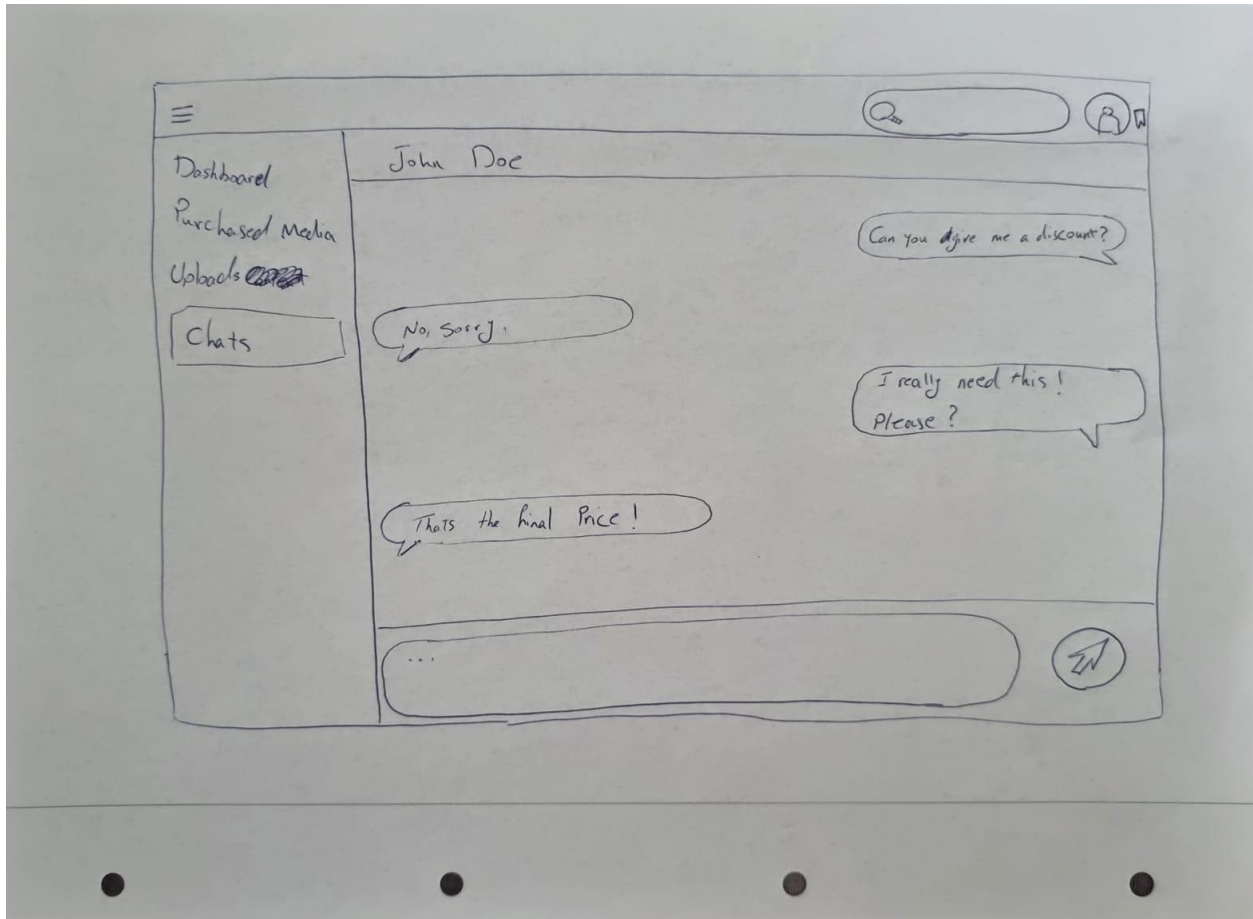 John Doe
Dashboard
Purchased Media
Uploads
Chats
Can you give me a discount?
No, sorry.
I really need this!
Please?
Thats the final Price!
...